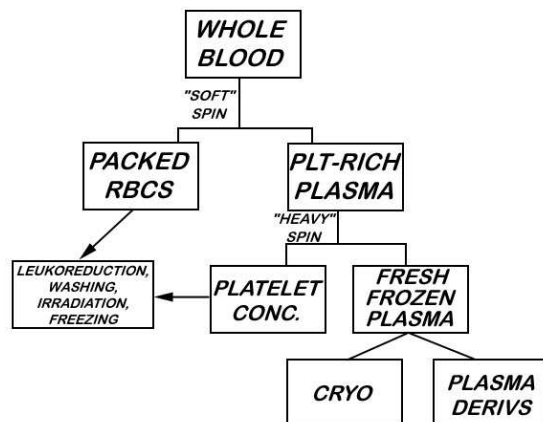 WHOLE
BLOOD
"SOFT"
SPIN
PACKED
RBCS
PLT-RICH
PLASMA
"HEAVY"
SPIN
LEUKOREDUCTION,
WASHING,
IRRADIATION,
FREEZING
PLATELET
CONC.
FRESH
FROZEN
PLASMA
CRYO
PLASMA
DERIVS